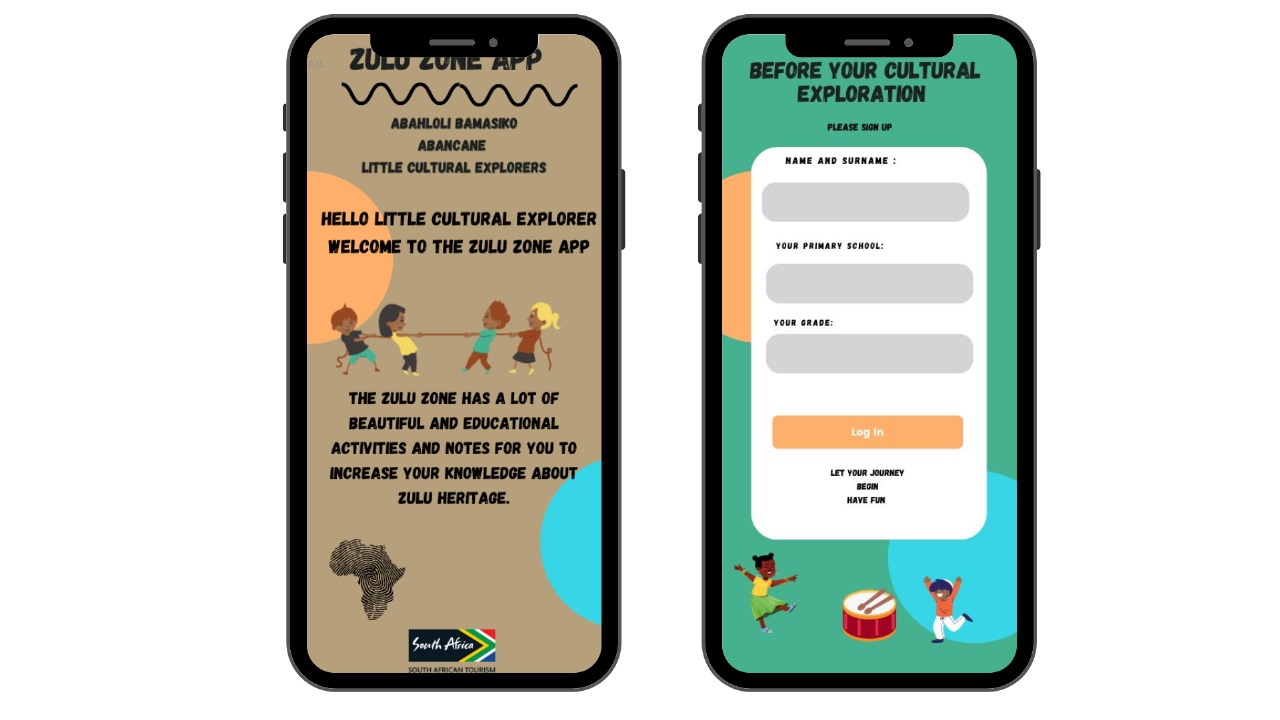 ZULU ZONE APP
ABAHLOLI BAMASIKO
ABANCANE
LITTLE CULTURAL EXPLORERS
HELLO LITTLE CULTURAL EXPLORER
WELCOME TO THE ZULU ZONE APP
THE ZULU ZONE HAS A LOT OF
BEAUTIFUL AND EDUCATIONAL
ACTIVITIES AND NOTES FOR YOU TO
INCREASE YOUR KNOWLEDGE ABOUT
ZULU HERITAGE.
South Africa
SOUTH AFRICAN TOURISM
BEFORE YOUR CULTURAL
EXPLORATION
PLEASE SIGN UP
NAME AND SURNAME :
YOUR PRIMARY SCHOOL:
YOUR GRADE:
Log in
LET YOUR JOURNEY
BEGIN
HAVE FUN